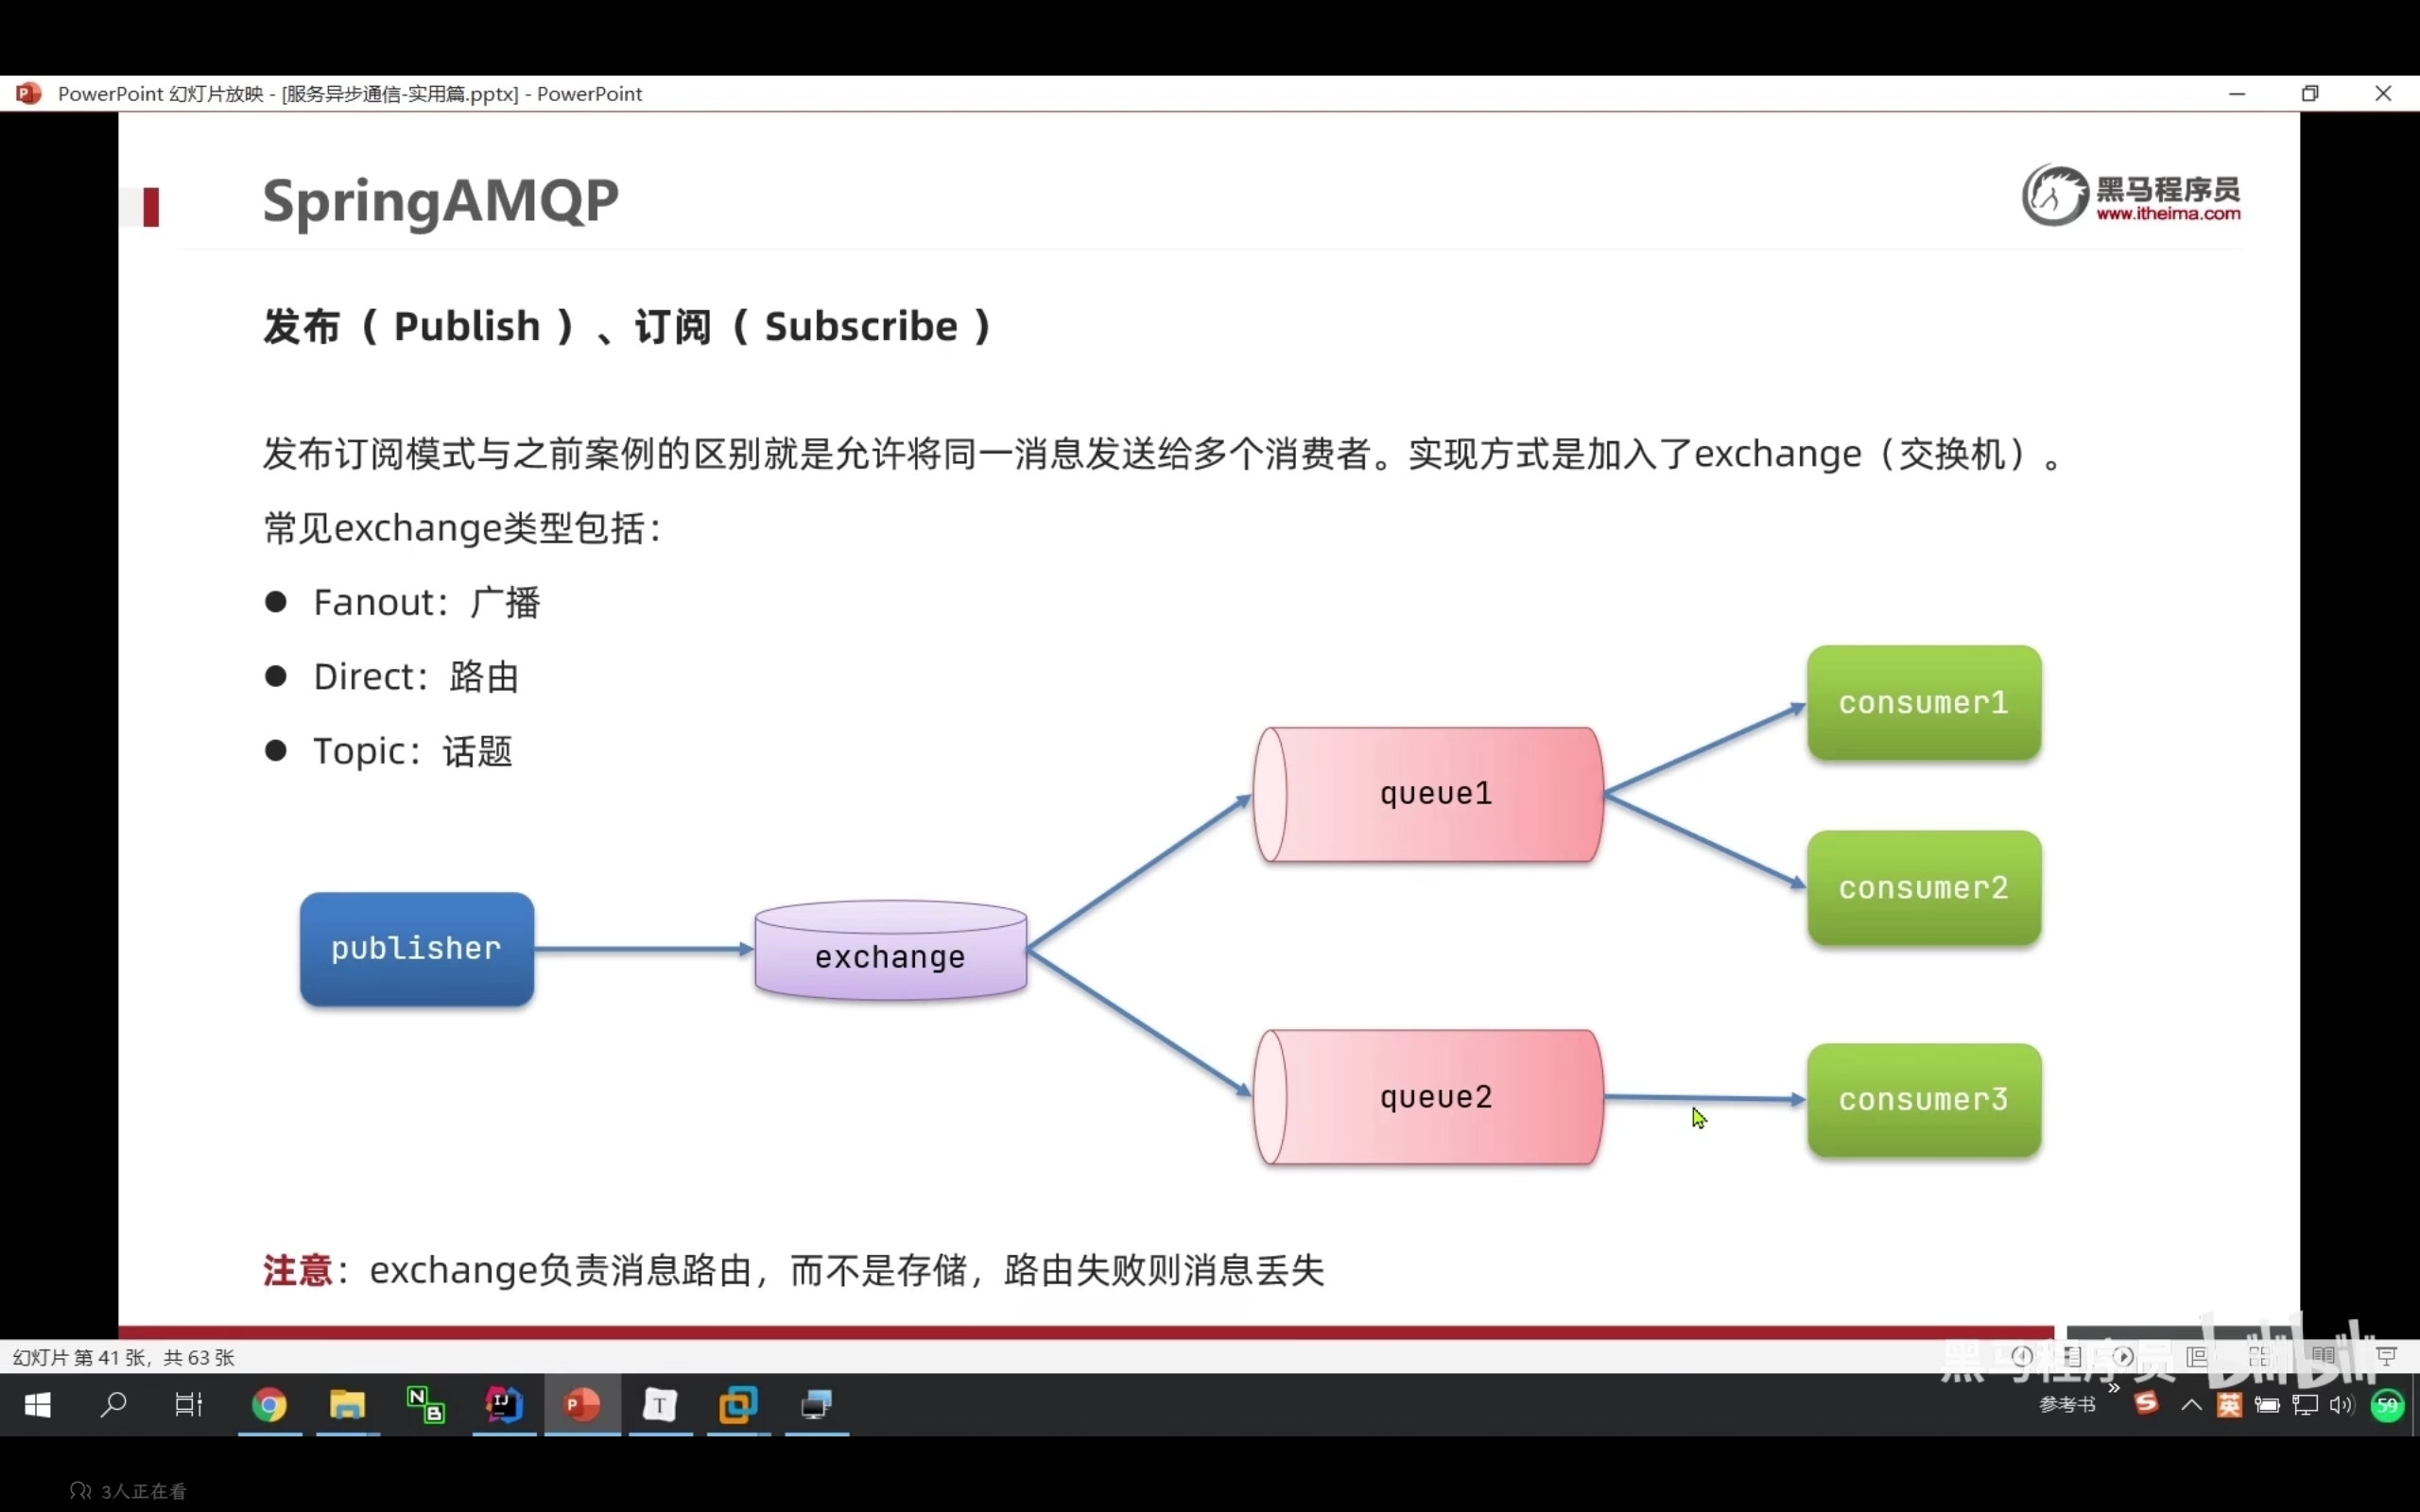 PowerPoint 幻灯片放映 - [服务异步通信-实用篇.pptx] - PowerPoint
SpringAMQP
黑马程序员
www.itheima.com
发布（ Publish ）、订阅（ Subscribe ）
发布订阅模式与之前案例的区别就是允许将同一消息发送给多个消费者。实现方式是加入了exchange（交换机）。
常见exchange类型包括：
● Fanout：广播
● Direct：路由
● Topic：话题
consumer1
queue1
consumer2
publisher
exchange
queue2
consumer3
注意：exchange负责消息路由，而不是存储，路由失败则消息丢失
黑马程序员 bilibili
幻灯片 第 41 张，共 63 张
参考书
»
英
59
3人正在看